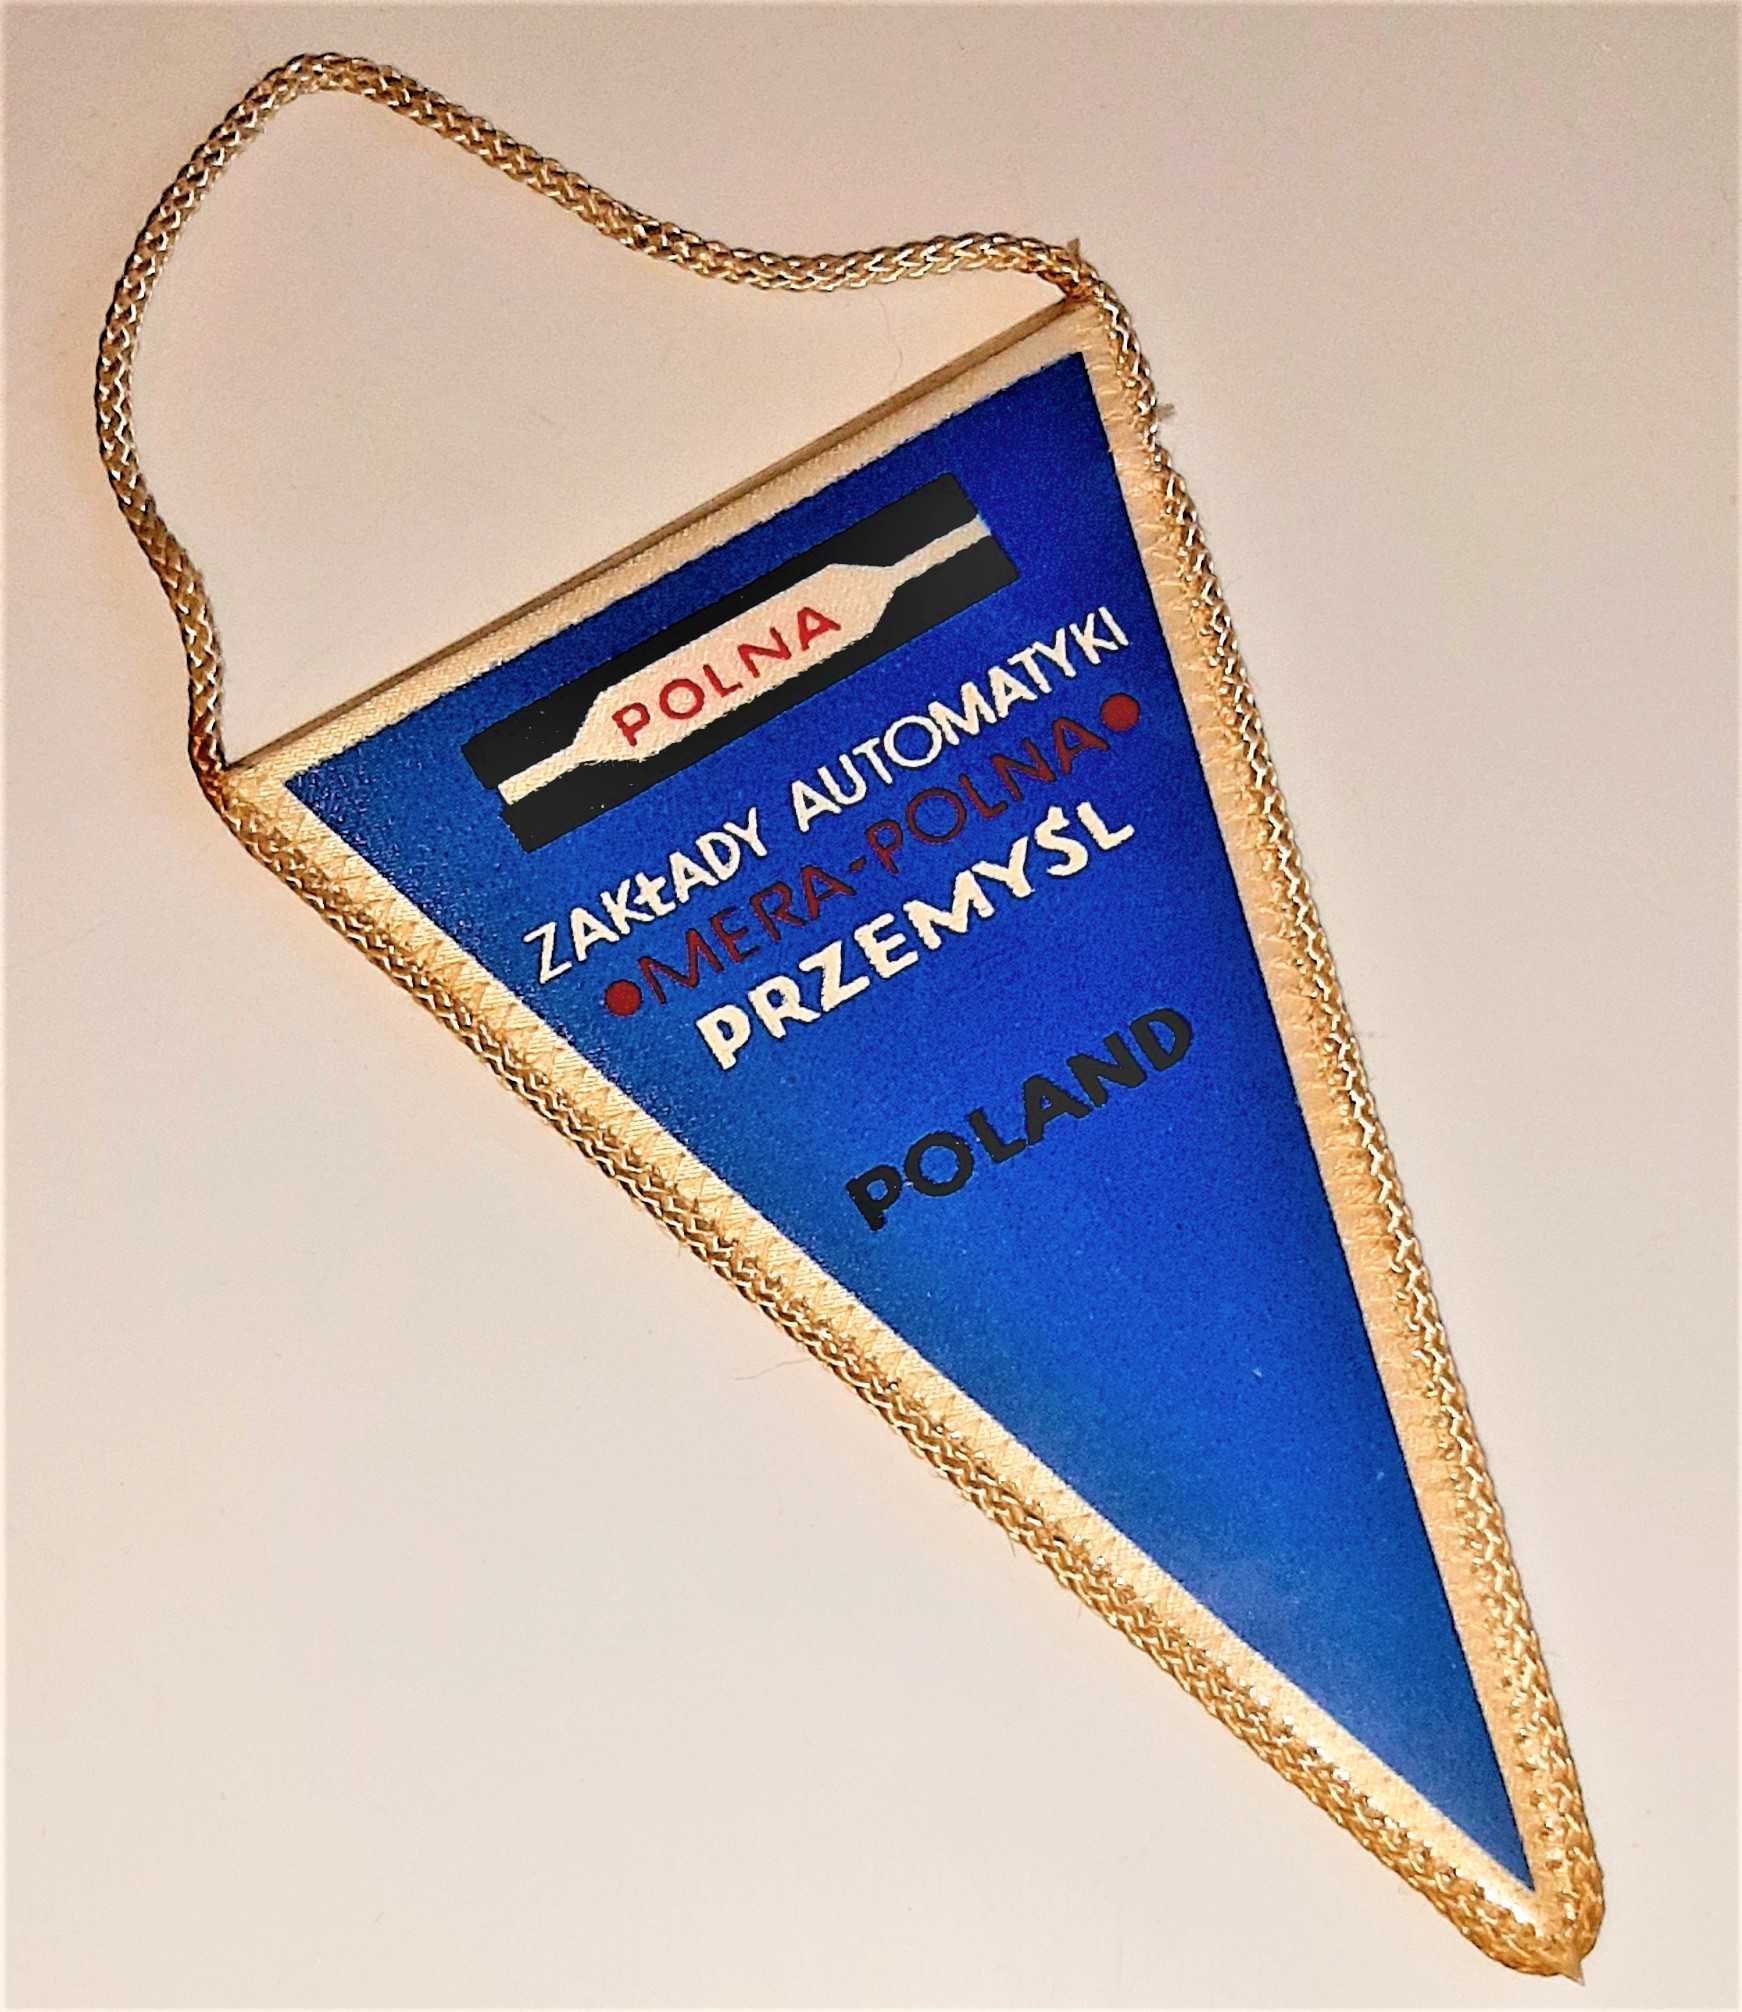 POLNA
ZAKŁADY AUTOMATYKI
•MERA-POLNA•
PRZEMYŚL
POLAND